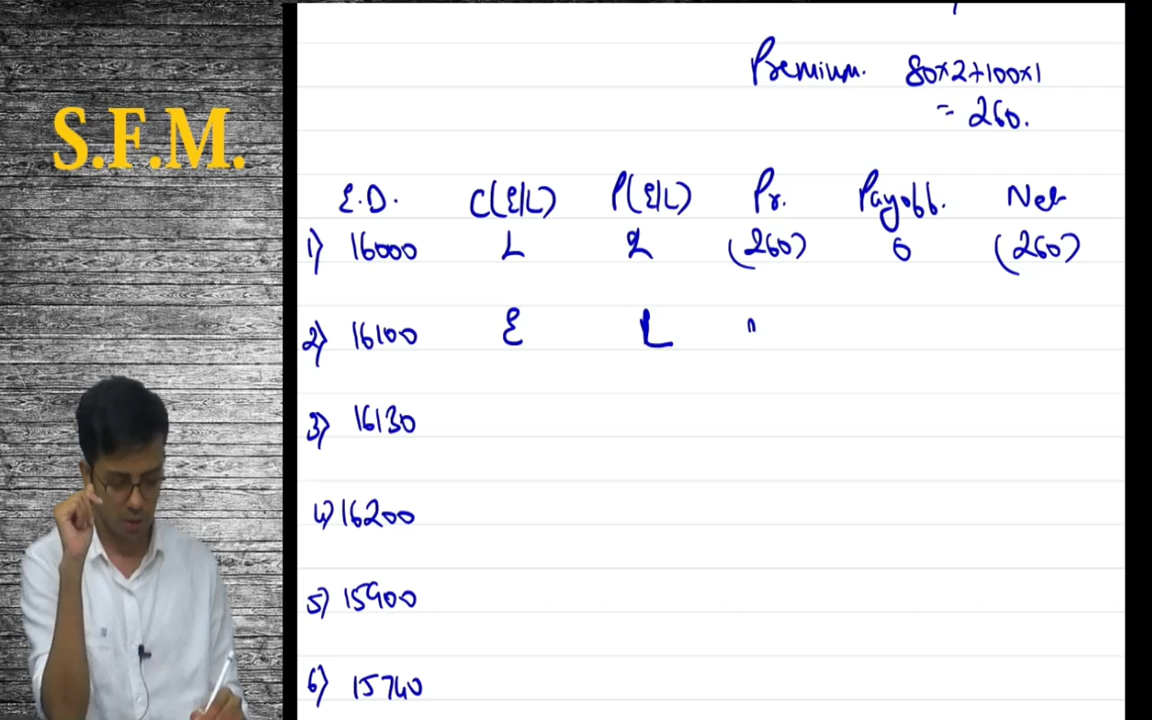 S.F.M.
Premium. 80×2+100×1
= 260.
E.D. C(E/L) P(E/L) Pr. Payoff. Net
1) 16000 L L (260) 0 (260)
2) 16100 E L "
3) 16130
4) 16200
5) 15900
6) 15740